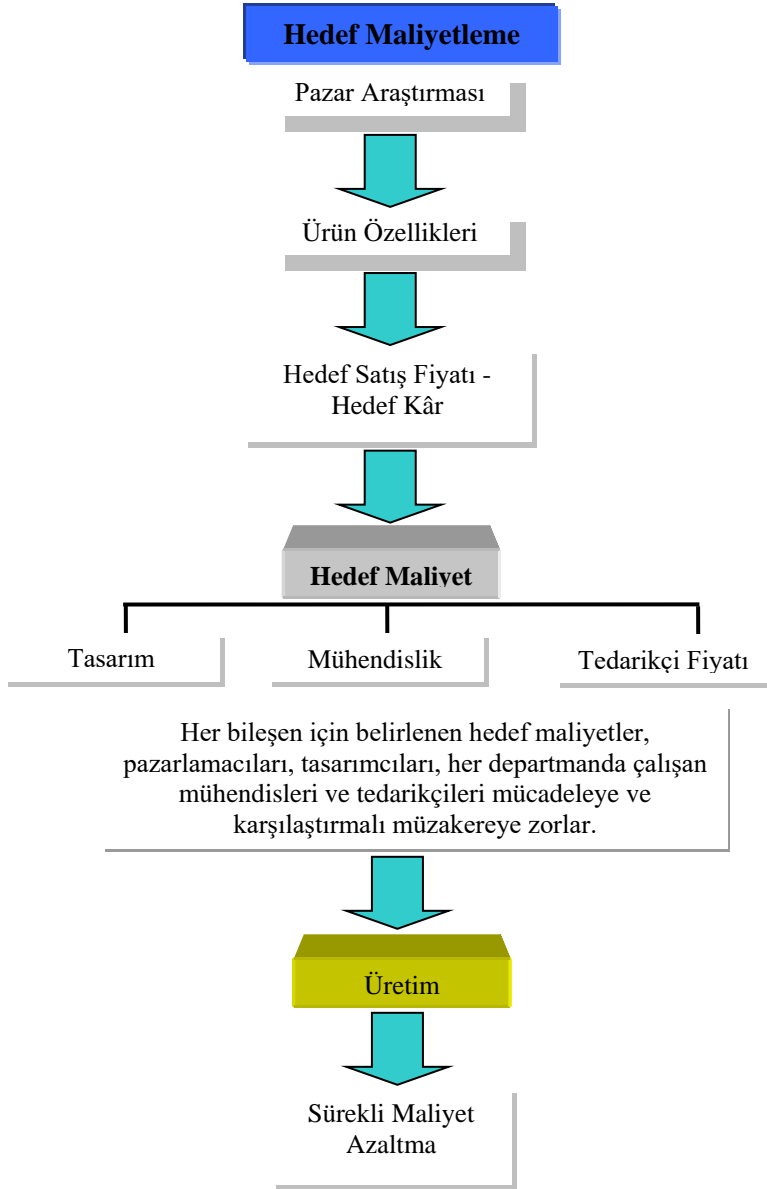 Hedef Maliyetleme
Pazar Araştırması
Ürün Özellikleri
Hedef Satış Fiyatı -
Hedef Kâr
Hedef Maliyet
Tasarım
Mühendislik
Tedarikçi Fiyatı
Her bileşen için belirlenen hedef maliyetler,
pazarlamacıları, tasarımcıları, her departmanda çalışan
mühendisleri ve tedarikçileri mücadeleye ve
karşılaştırmalı müzakereye zorlar.
Üretim
Sürekli Maliyet
Azaltma